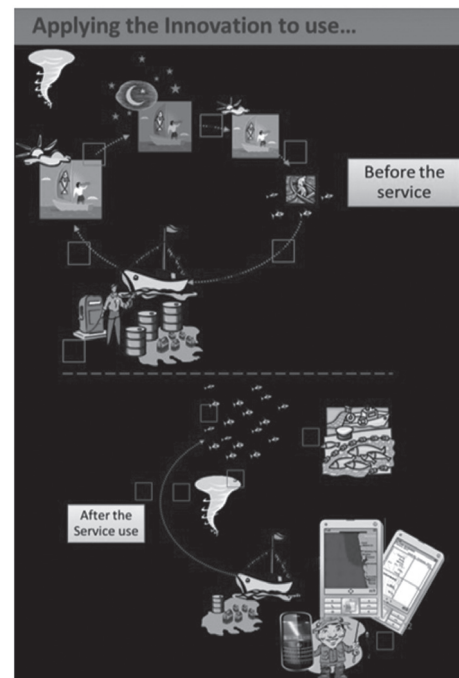 Applying the Innovation to use...
Before the
service
After the
Service use